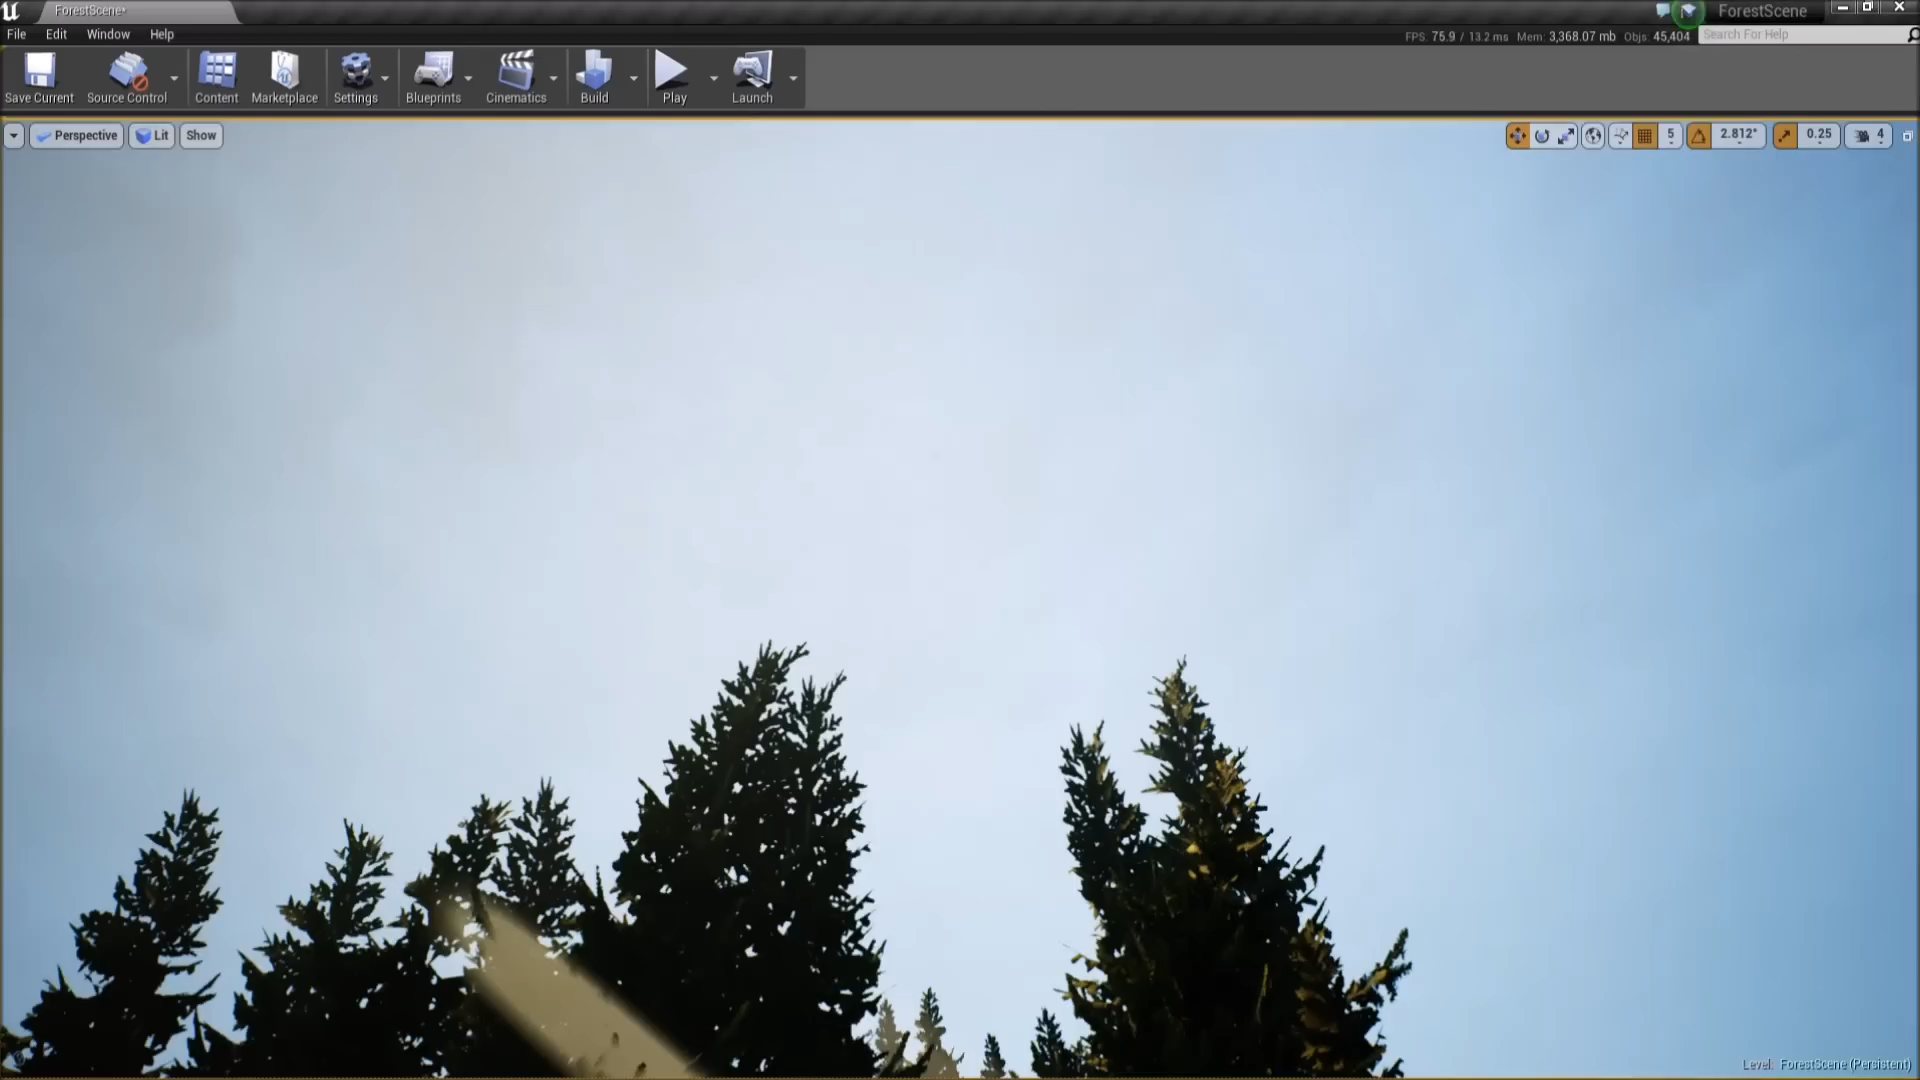 ForestScene*
ForestScene
File Edit Window Help
FPS: 75.9 / 13.2 ms Mem: 3,368.07 mb Objs: 45,404 Search For Help
Save Current Source Control Content Marketplace Settings Blueprints Cinematics Build Play Launch
Perspective Lit Show 5 2.812° 0.25 4
Level: ForestScene (Persistent)